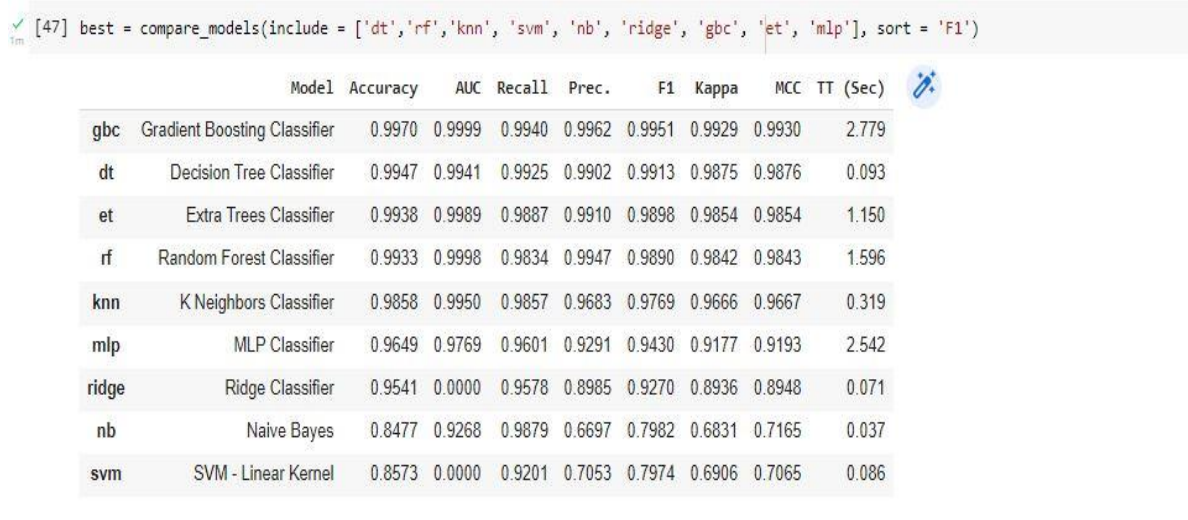 [47] best = compare_models(include = ['dt','rf','knn', 'svm', 'nb', 'ridge', 'gbc', 'et', 'mlp'], sort = 'F1')
1m
Model Accuracy AUC Recall Prec. F1 Kappa MCC TT (Sec)
gbc Gradient Boosting Classifier 0.9970 0.9999 0.9940 0.9962 0.9951 0.9929 0.9930 2.779
dt Decision Tree Classifier 0.9947 0.9941 0.9925 0.9902 0.9913 0.9875 0.9876 0.093
et Extra Trees Classifier 0.9938 0.9989 0.9887 0.9910 0.9898 0.9854 0.9854 1.150
rf Random Forest Classifier 0.9933 0.9998 0.9834 0.9947 0.9890 0.9842 0.9843 1.596
knn K Neighbors Classifier 0.9858 0.9950 0.9857 0.9683 0.9769 0.9666 0.9667 0.319
mlp MLP Classifier 0.9649 0.9769 0.9601 0.9291 0.9430 0.9177 0.9193 2.542
ridge Ridge Classifier 0.9541 0.0000 0.9578 0.8985 0.9270 0.8936 0.8948 0.071
nb Naive Bayes 0.8477 0.9268 0.9879 0.6697 0.7982 0.6831 0.7165 0.037
svm SVM - Linear Kernel 0.8573 0.0000 0.9201 0.7053 0.7974 0.6906 0.7065 0.086